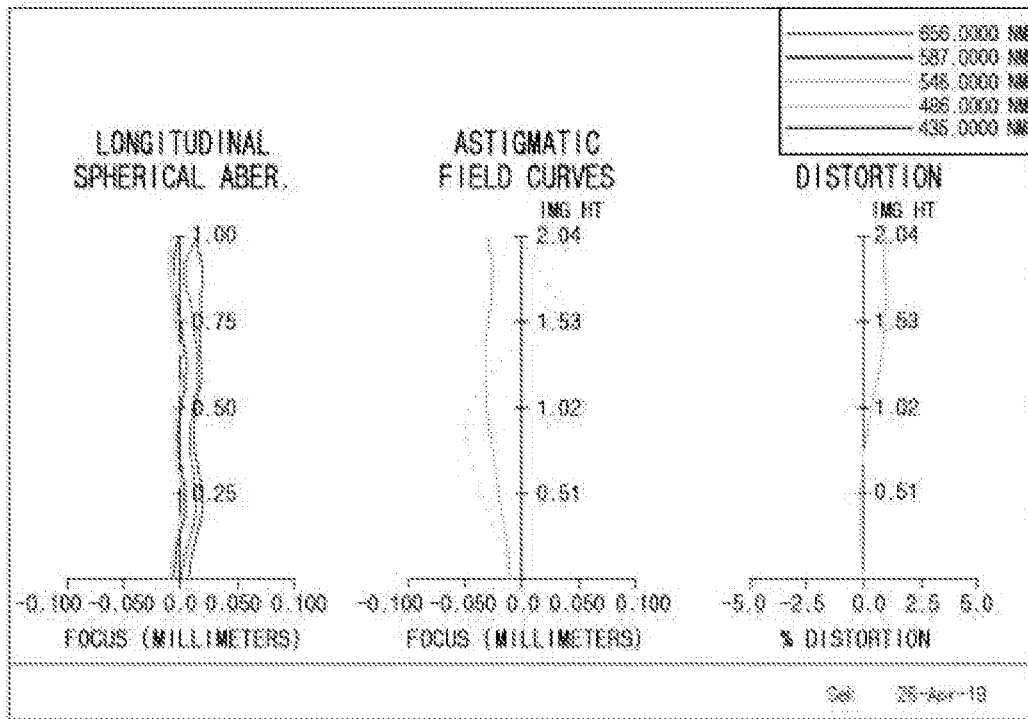 656.0000 NM
587.0000 NM
546.0000 NM
486.0000 NM
435.0000 NM
LONGITUDINAL
SPHERICAL ABER.
ASTIGMATIC
FIELD CURVES
DISTORTION
IMG HT
IMG HT
1.00
2.04
2.04
0.75
1.53
1.53
0.50
1.02
1.02
0.25
0.51
0.51
-0.100 -0.050 0.0 0.050 0.100
-0.100 -0.050 0.0 0.050 0.100
-5.0 -2.5 0.0 2.5 5.0
FOCUS (MILLIMETERS)
FOCUS (MILLIMETERS)
% DISTORTION